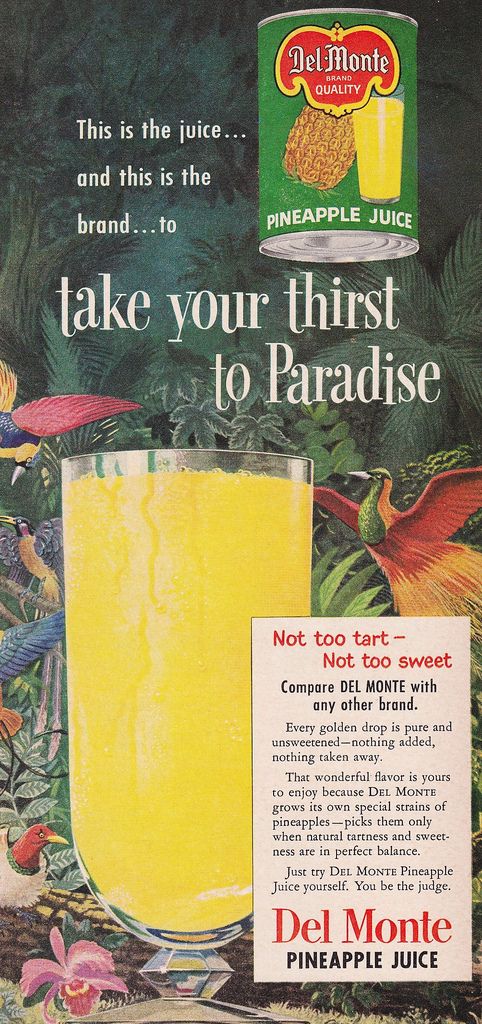 Del Monte
BRAND
QUALITY
PINEAPPLE JUICE
This is the juice...
and this is the
brand...to
take your thirst
to Paradise
Not too tart—
Not too sweet
Compare DEL MONTE with
any other brand.
Every golden drop is pure and
unsweetened—nothing added,
nothing taken away.
That wonderful flavor is yours
to enjoy because DEL MONTE
grows its own special strains of
pineapples—picks them only
when natural tartness and sweet-
ness are in perfect balance.
Just try DEL MONTE Pineapple
Juice yourself. You be the judge.
Del Monte
PINEAPPLE JUICE